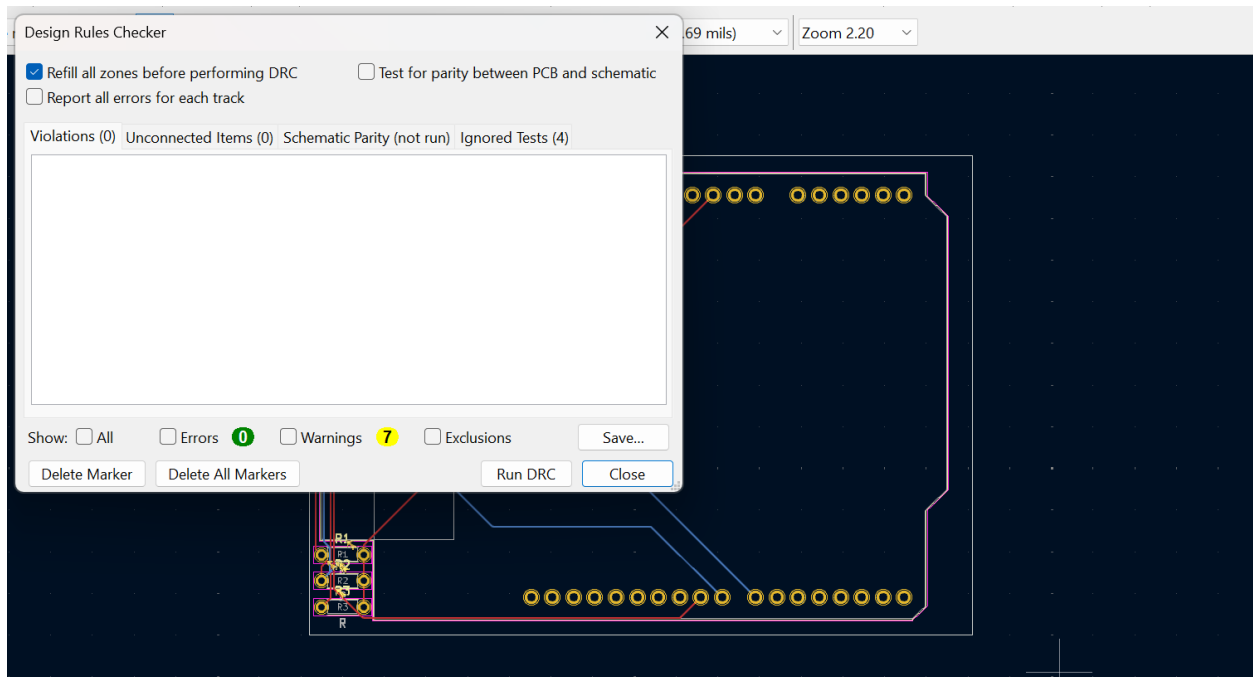 Design Rules Checker
.69 mils)
Zoom 2.20
Refill all zones before performing DRC
Test for parity between PCB and schematic
Report all errors for each track
Violations (0) Unconnected Items (0) Schematic Parity (not run) Ignored Tests (4)
Show: All Errors 0 Warnings 7 Exclusions Save...
Delete Marker Delete All Markers Run DRC Close
R1
R1
R2
R2
R3
R3
R